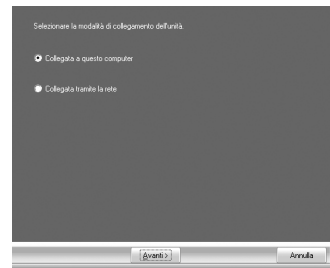 Selezionare la modalità di collegamento dell'unità.
Collegata a questo computer
Collegata tramite la rete
Avanti >
Annulla